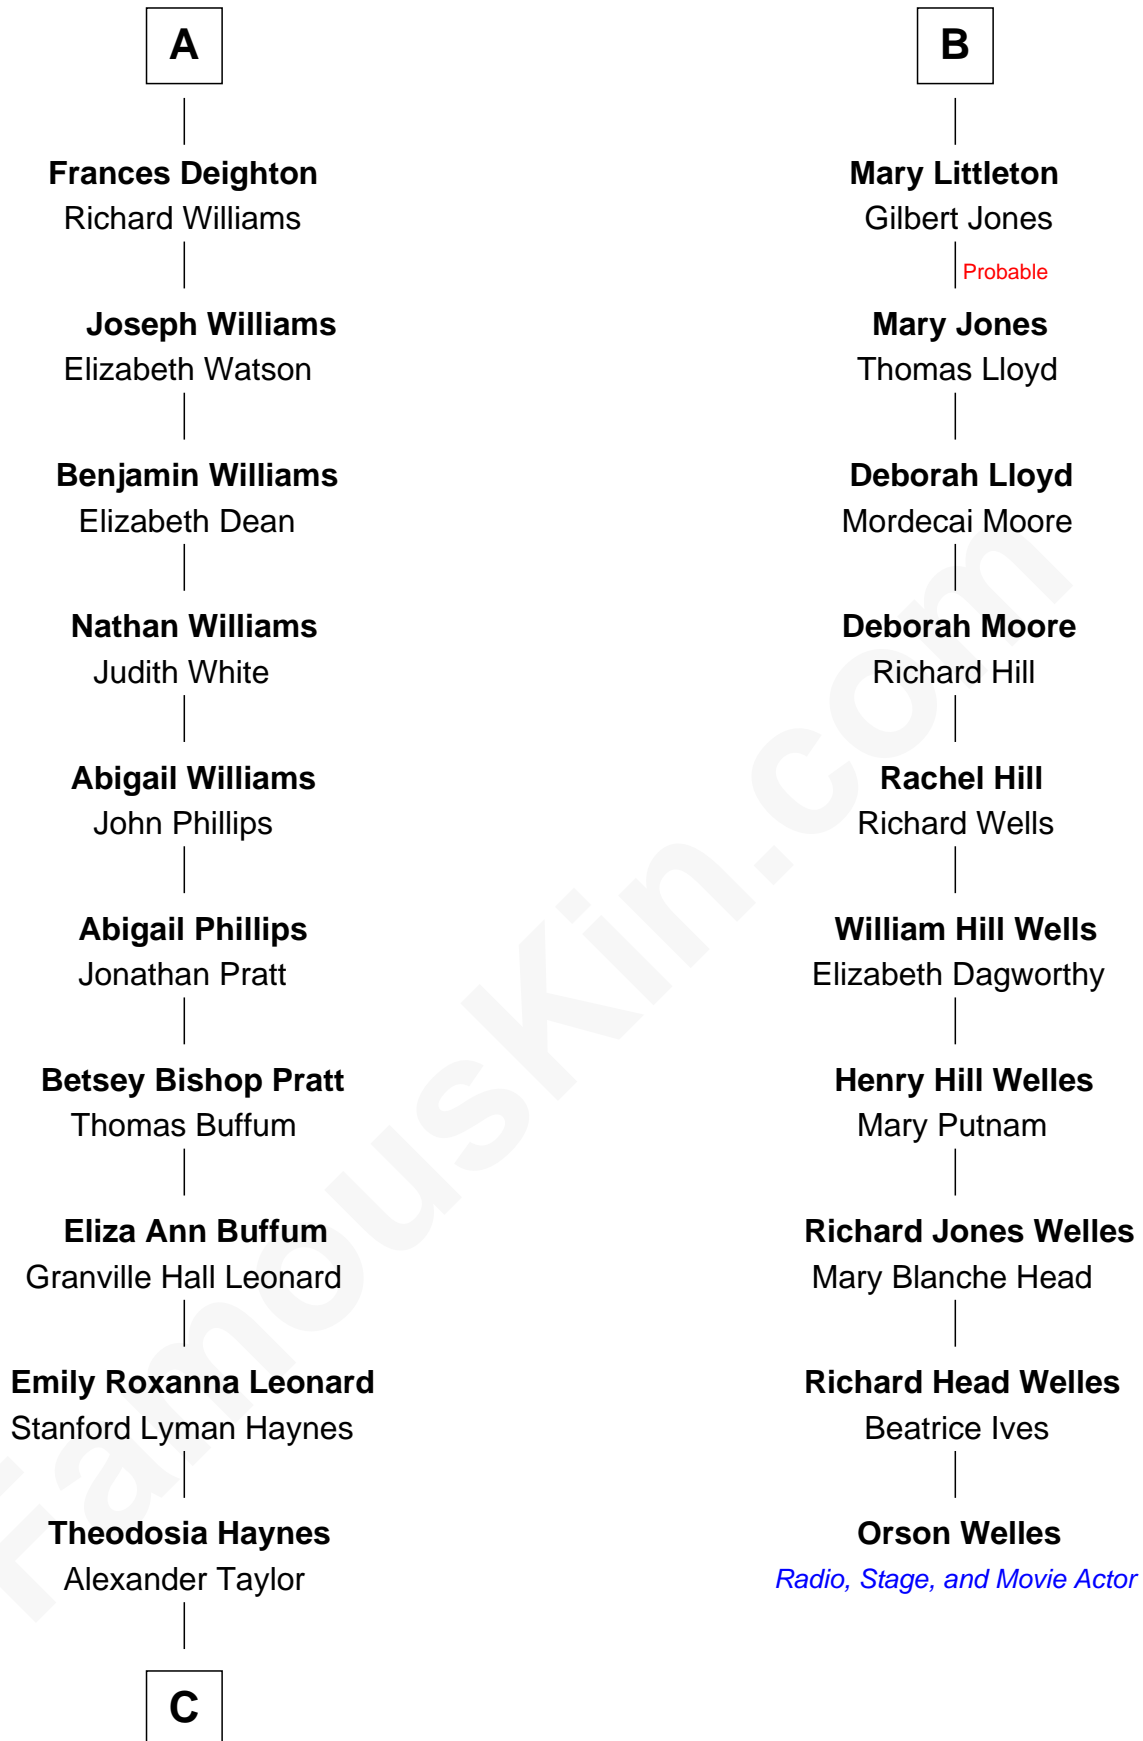 A
Frances Deighton
Richard Williams
Joseph Williams
Elizabeth Watson
Benjamin Williams
Elizabeth Dean
Nathan Williams
Judith White
Abigail Williams
John Phillips
Abigail Phillips
Jonathan Pratt
Betsey Bishop Pratt
Thomas Buffum
Eliza Ann Buffum
Granville Hall Leonard
Emily Roxanna Leonard
Stanford Lyman Haynes
Theodosia Haynes
Alexander Taylor
C
B
Mary Littleton
Gilbert Jones
Probable
Mary Jones
Thomas Lloyd
Deborah Lloyd
Mordecai Moore
Deborah Moore
Richard Hill
Rachel Hill
Richard Wells
William Hill Wells
Elizabeth Dagworthy
Henry Hill Welles
Mary Putnam
Richard Jones Welles
Mary Blanche Head
Richard Head Welles
Beatrice Ives
Orson Welles
Radio, Stage, and Movie Actor
FamousKin.com